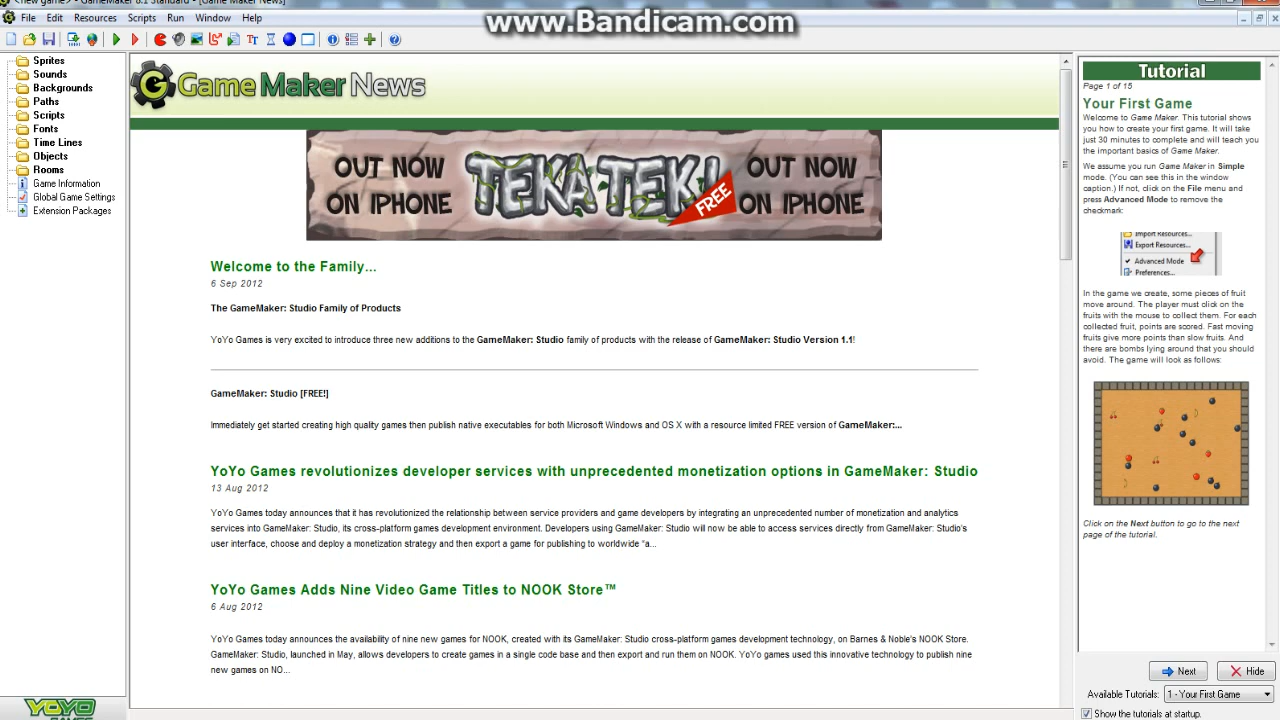 <new game> - GameMaker 8.1 Standard - [Game Maker News]
www.Bandicam.com
File Edit Resources Scripts Run Window Help
Sprites
Sounds
Backgrounds
Paths
Scripts
Fonts
Time Lines
Objects
Rooms
Game Information
Global Game Settings
Extension Packages
YOYO
GAMES
Game Maker News
OUT NOW
ON IPHONE
TEKATEKI
FREE
OUT NOW
ON IPHONE
Welcome to the Family...
6 Sep 2012
The GameMaker: Studio Family of Products
YoYo Games is very excited to introduce three new additions to the GameMaker: Studio family of products with the release of GameMaker: Studio Version 1.1!
GameMaker: Studio [FREE!]
Immediately get started creating high quality games then publish native executables for both Microsoft Windows and OS X with a resource limited FREE version of GameMaker:...
YoYo Games revolutionizes developer services with unprecedented monetization options in GameMaker: Studio
13 Aug 2012
YoYo Games today announces that it has revolutionized the relationship between service providers and game developers by integrating an unprecedented number of monetization and analytics
services into GameMaker: Studio, its cross-platform games development environment. Developers using GameMaker: Studio will now be able to access services directly from GameMaker: Studio's
user interface, choose and deploy a monetization strategy and then export a game for publishing to worldwide "a...
YoYo Games Adds Nine Video Game Titles to NOOK Store™
6 Aug 2012
YoYo Games today announces the availability of nine new games for NOOK, created with its GameMaker: Studio cross-platform games development technology, on Barnes & Noble's NOOK Store.
GameMaker: Studio, launched in May, allows developers to create games in a single code base and then export and run them on NOOK. YoYo games used this innovative technology to publish nine
new games on NO...
Tutorial
Page 1 of 15
Your First Game
Welcome to Game Maker. This tutorial shows
you how to create your first game. It will take
just 30 minutes to complete and will teach you
the important basics of Game Maker.
We assume you run Game Maker in Simple
mode. (You can see this in the window
caption.) If not, click on the File menu and
press Advanced Mode to remove the
checkmark:
Import Resources...
Export Resources...
Advanced Mode
Preferences...
In the game we create, some pieces of fruit
move around. The player must click on the
fruits with the mouse to collect them. For each
collected fruit, points are scored. Fast moving
fruits give more points than slow fruits. And
there are bombs lying around that you should
avoid. The game will look as follows:
Click on the Next button to go to the next
page of the tutorial.
Next
Hide
Available Tutorials: 1 - Your First Game
Show the tutorials at startup.